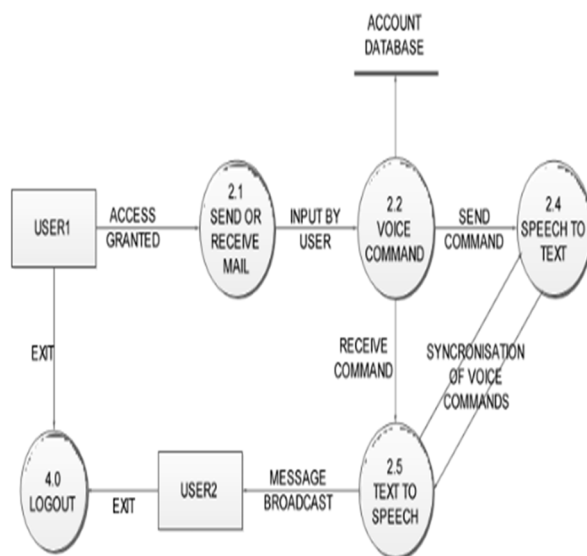 ACCOUNT
DATABASE
2.1
SEND OR
RECEIVE
MAIL
2.2
VOICE
COMMAND
2.4
SPEECH TO
TEXT
USER1
ACCESS
GRANTED
INPUT BY
USER
SEND
COMMAND
EXIT
RECEIVE
COMMAND
SYNCRONISATION
OF VOICE
COMMANDS
4.0
LOGOUT
EXIT
USER2
MESSAGE
BROADCAST
2.5
TEXT TO
SPEECH